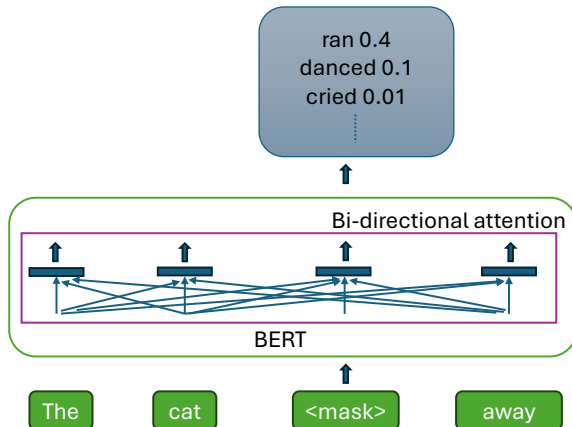 ran 0.4
danced 0.1
cried 0.01
Bi-directional attention
BERT
The cat <mask> away